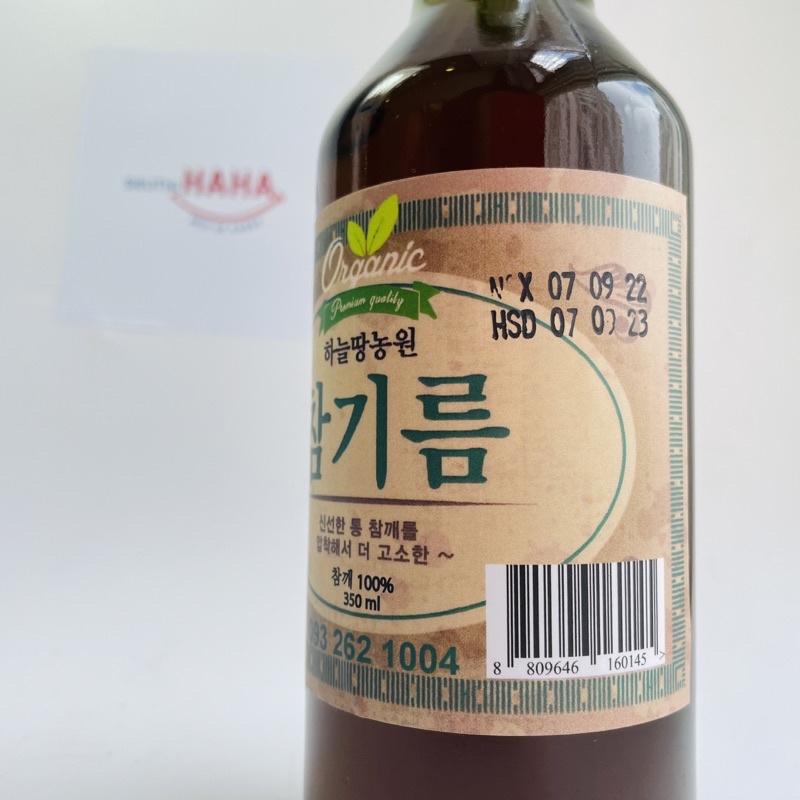 HAHA
Organic
Premium quality
NSX 07 09 22
HSD 07 09 23
하늘땅농원
참기름
신선한 통 참깨를
압착해서 더 고소한 ~
참깨 100%
350 ml
093 262 1004
8 809646 160145 >